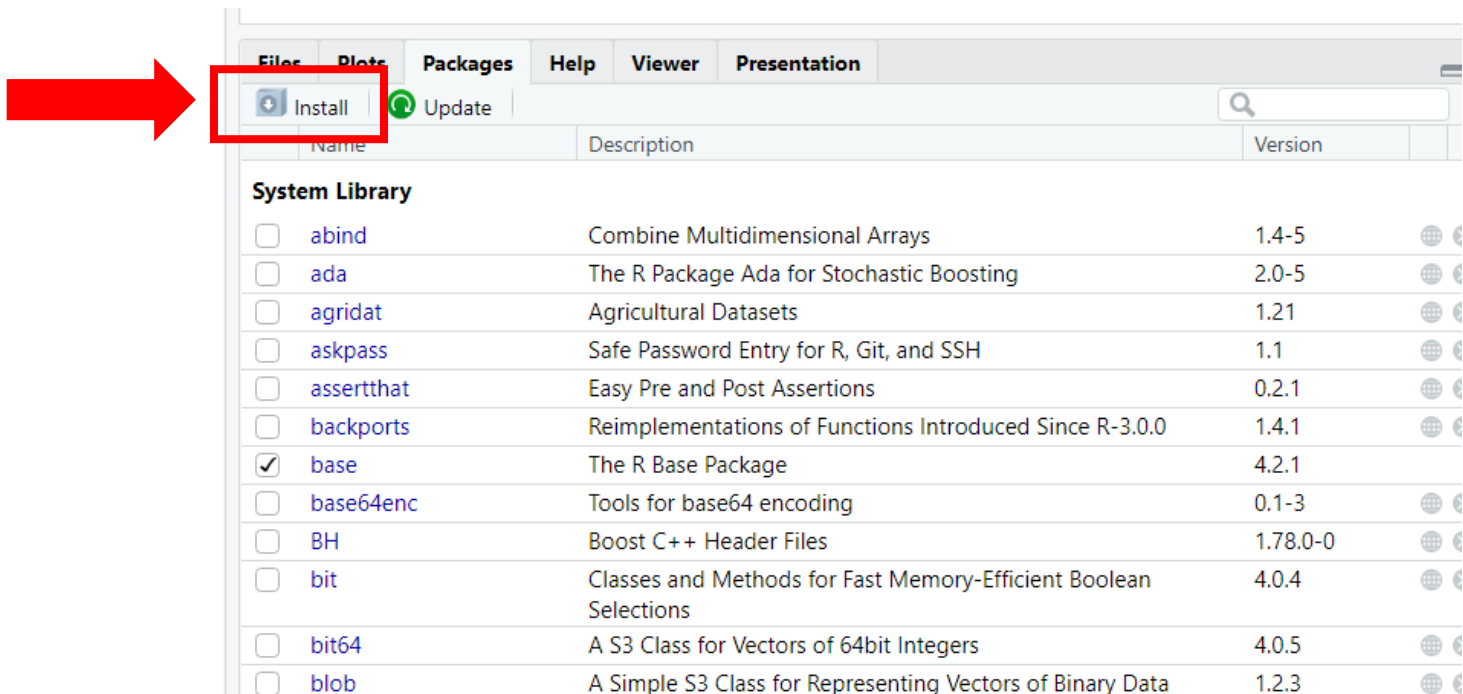 Files Plots Packages Help Viewer Presentation
Install Update
Name Description Version
System Library
abind Combine Multidimensional Arrays 1.4-5
ada The R Package Ada for Stochastic Boosting 2.0-5
agridat Agricultural Datasets 1.21
askpass Safe Password Entry for R, Git, and SSH 1.1
assertthat Easy Pre and Post Assertions 0.2.1
backports Reimplementations of Functions Introduced Since R-3.0.0 1.4.1
base The R Base Package 4.2.1
base64enc Tools for base64 encoding 0.1-3
BH Boost C++ Header Files 1.78.0-0
bit Classes and Methods for Fast Memory-Efficient Boolean 4.0.4
Selections
bit64 A S3 Class for Vectors of 64bit Integers 4.0.5
blob A Simple S3 Class for Representing Vectors of Binary Data 1.2.3